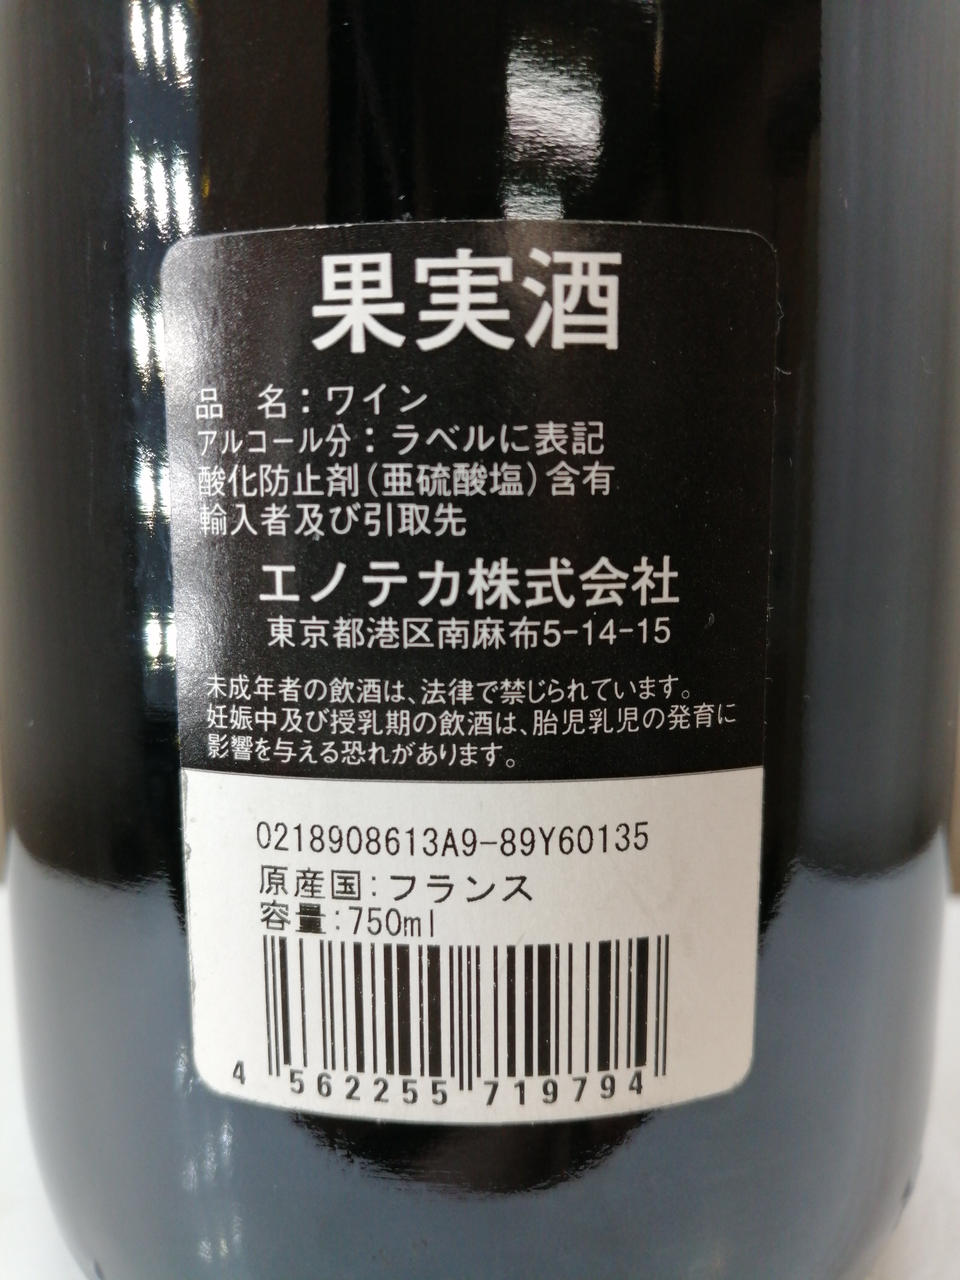 果実酒
品　名：ワイン
アルコール分：ラベルに表記
酸化防止剤(亜硫酸塩)含有
輸入者及び引取先
エノテカ株式会社
東京都港区南麻布5-14-15
未成年者の飲酒は、法律で禁じられています。
妊娠中及び授乳期の飲酒は、胎児乳児の発育に
影響を与える恐れがあります。
0218908613A9-89Y60135
原産国:フランス
容量:750ml
4 562255 719794